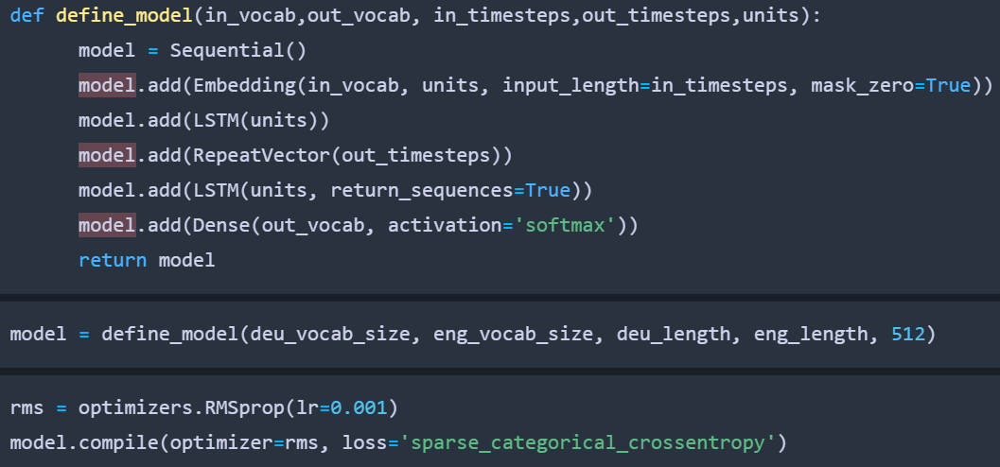 def define_model(in_vocab,out_vocab, in_timesteps,out_timesteps,units):
model = Sequential()
model.add(Embedding(in_vocab, units, input_length=in_timesteps, mask_zero=True))
model.add(LSTM(units))
model.add(RepeatVector(out_timesteps))
model.add(LSTM(units, return_sequences=True))
model.add(Dense(out_vocab, activation='softmax'))
return model
model = define_model(deu_vocab_size, eng_vocab_size, deu_length, eng_length, 512)
rms = optimizers.RMSprop(lr=0.001)
model.compile(optimizer=rms, loss='sparse_categorical_crossentropy')